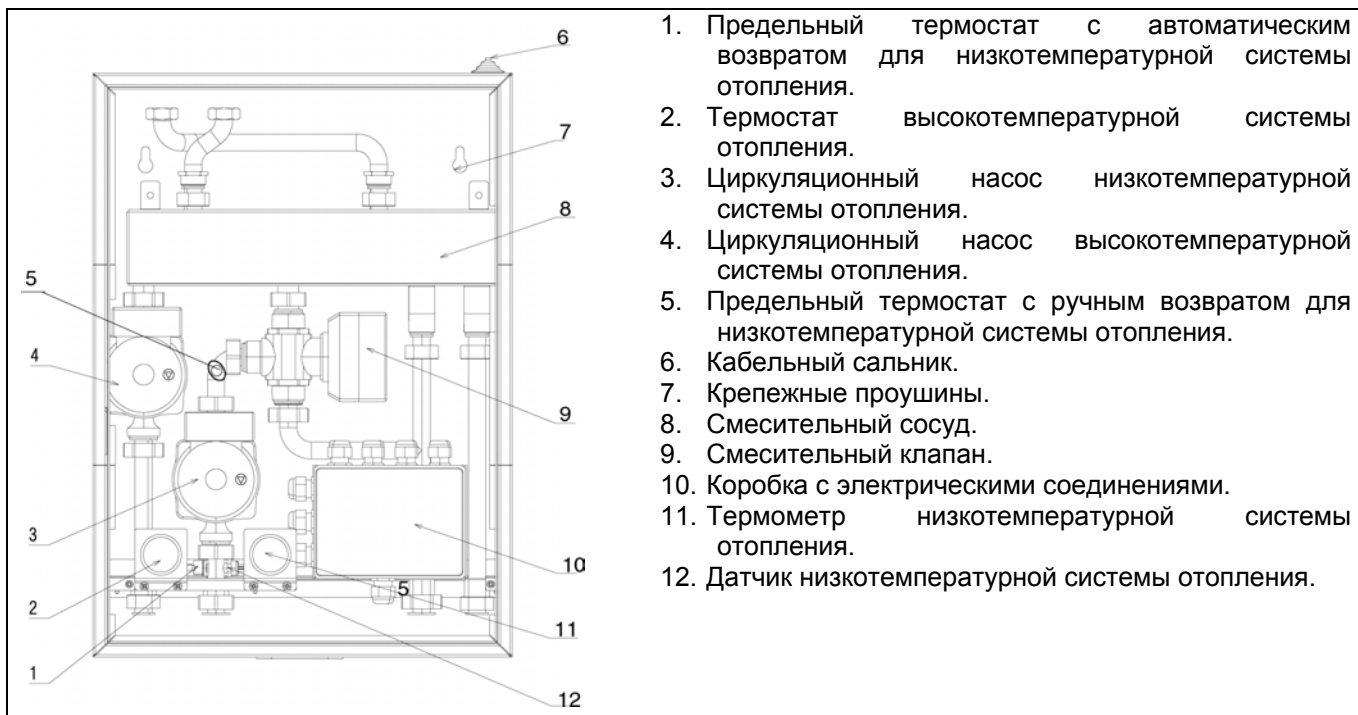 6
7
8
5
4
9
3
10
5
2
11
1
12
1. Предельный термостат с автоматическим
возвратом для низкотемпературной системы
отопления.
2. Термостат высокотемпературной системы
отопления.
3. Циркуляционный насос низкотемпературной
системы отопления.
4. Циркуляционный насос высокотемпературной
системы отопления.
5. Предельный термостат с ручным возвратом для
низкотемпературной системы отопления.
6. Кабельный сальник.
7. Крепежные проушины.
8. Смесительный сосуд.
9. Смесительный клапан.
10. Коробка с электрическими соединениями.
11. Термометр низкотемпературной системы
отопления.
12. Датчик низкотемпературной системы отопления.